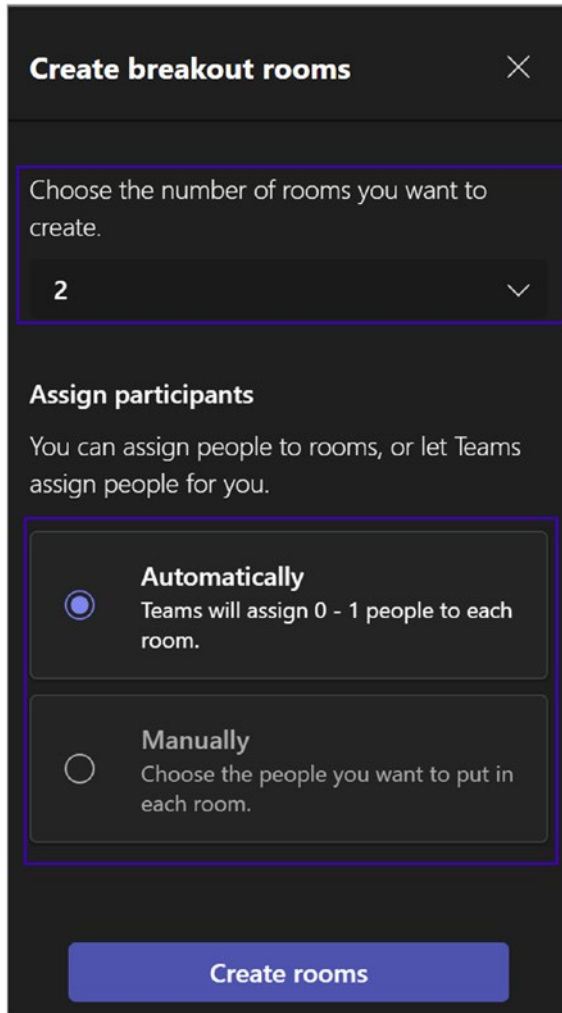 Create breakout rooms
Choose the number of rooms you want to
create.
2
Assign participants
You can assign people to rooms, or let Teams
assign people for you.
Automatically
Teams will assign 0 - 1 people to each
room.
Manually
Choose the people you want to put in
each room.
Create rooms